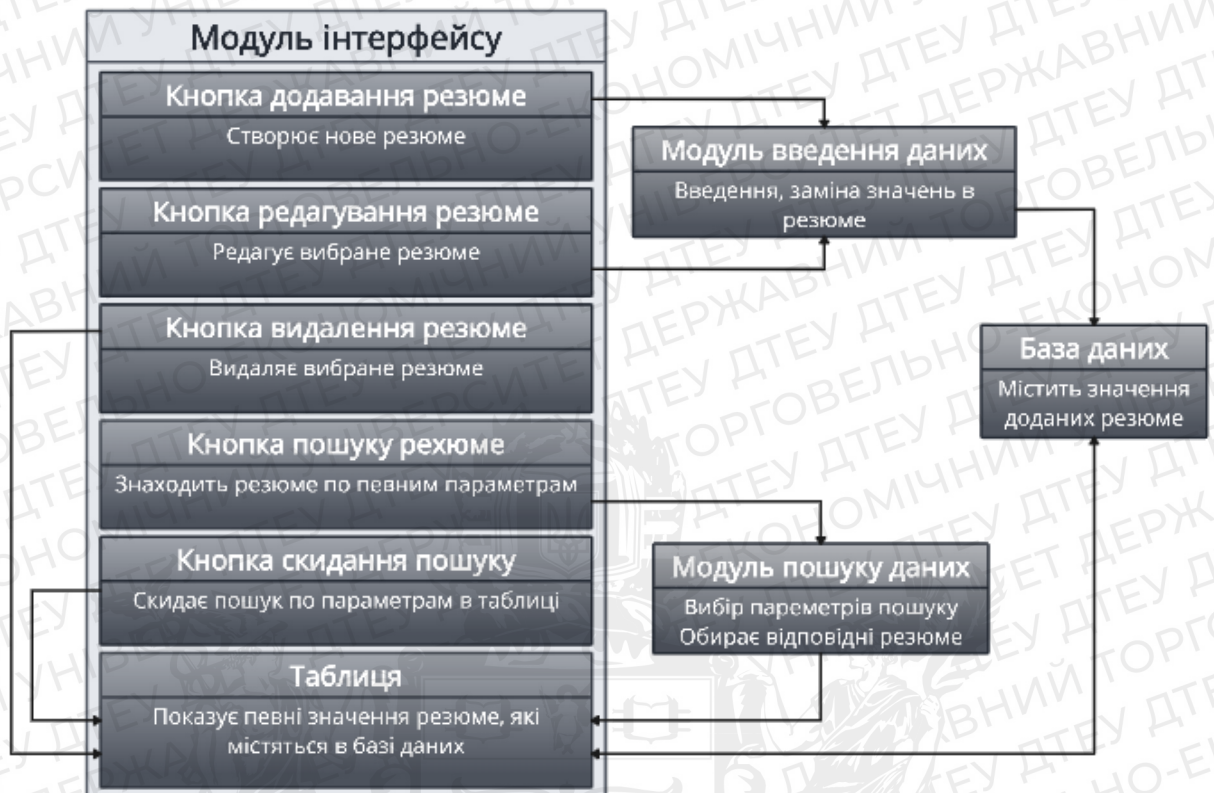 Модуль інтерфейсу
Кнопка додавання резюме
Створює нове резюме
Кнопка редагування резюме
Редагує вибране резюме
Кнопка видалення резюме
Видаляє вибране резюме
Кнопка пошуку рехюме
Знаходить резюме по певним параметрам
Кнопка скидання пошуку
Скидає пошук по параметрам в таблиці
Таблиця
Показує певні значення резюме, які
містяться в базі даних
Модуль введення даних
Введення, заміна значень в
резюме
База даних
Містить значення
доданих резюме
Модуль пошуку даних
Вибір пареметрів пошуку
Обирає відповідні резюме